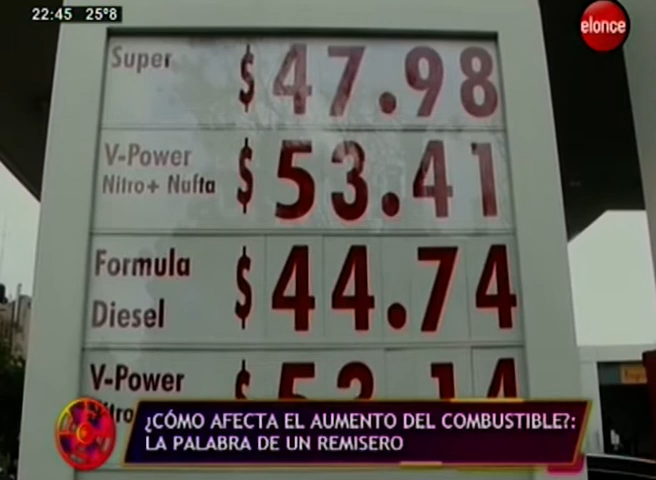 22:45 25°8
elonce
Super $47.98
V-Power
Nitro+ Nafta $53.41
Formula
Diesel $44.74
V-Power
¿CÓMO AFECTA EL AUMENTO DEL COMBUSTIBLE?:
LA PALABRA DE UN REMISERO